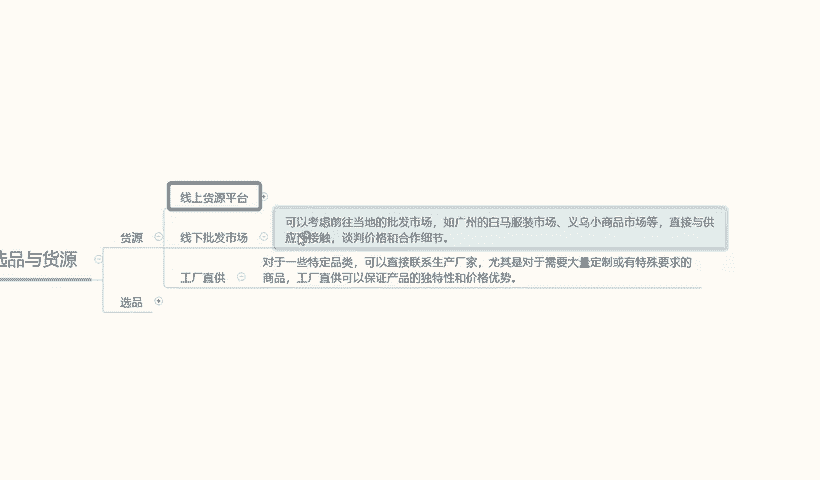 线上货源平台
可以考虑前往当地的批发市场，如广州的白马服装市场、义乌小商品市场等，直接与供
货源
线下批发市场
应商接触，谈判价格和合作细节。
选品与货源
对于一些特定品类，可以直接联系生产厂家，尤其是对于需要大量定制或有特殊要求的
工厂直供
商品，工厂直供可以保证产品的独特性和价格优势。
选品